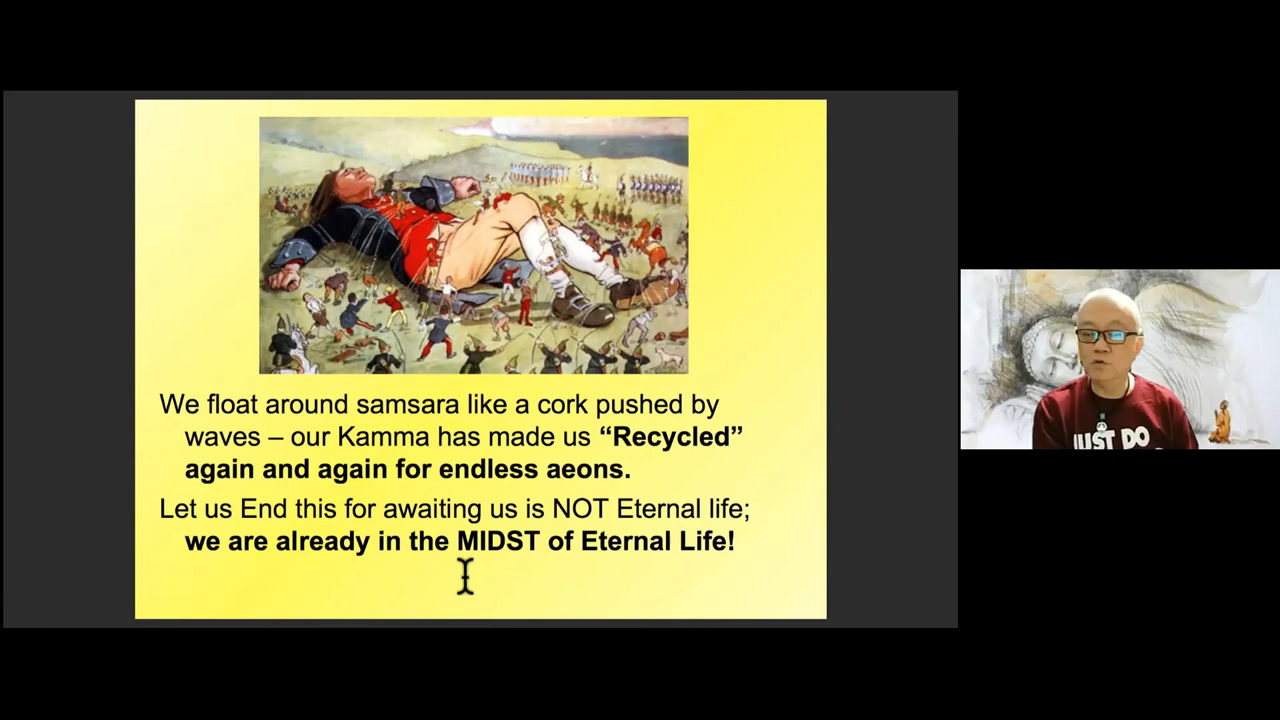 We float around samsara like a cork pushed by
waves – our Kamma has made us “Recycled”
again and again for endless aeons.
Let us End this for awaiting us is NOT Eternal life;
we are already in the MIDST of Eternal Life!
JUST DO